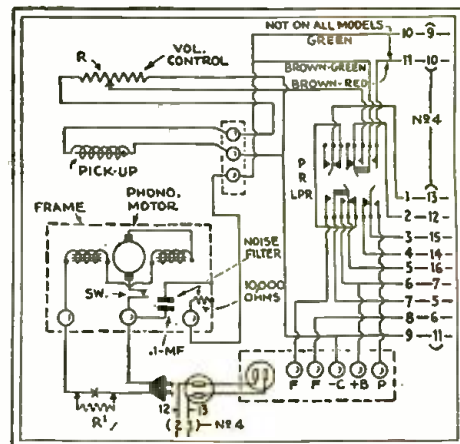 NOT ON ALL MODELS
GREEN
10 9
BROWN-GREEN
11 10
BROWN-RED
R
VOL.
CONTROL
Nº4
PICK-UP
P
R
LPR
1 13
2 12
3 15
4 14
5 16
6 7
7 5
8 6
9 11
FRAME
PHONO.
MOTOR
NOISE
FILTER
SW.
10,000
OHMS
.1-MF
F F -C +B P
R'
12 13
(2 1) Nº4